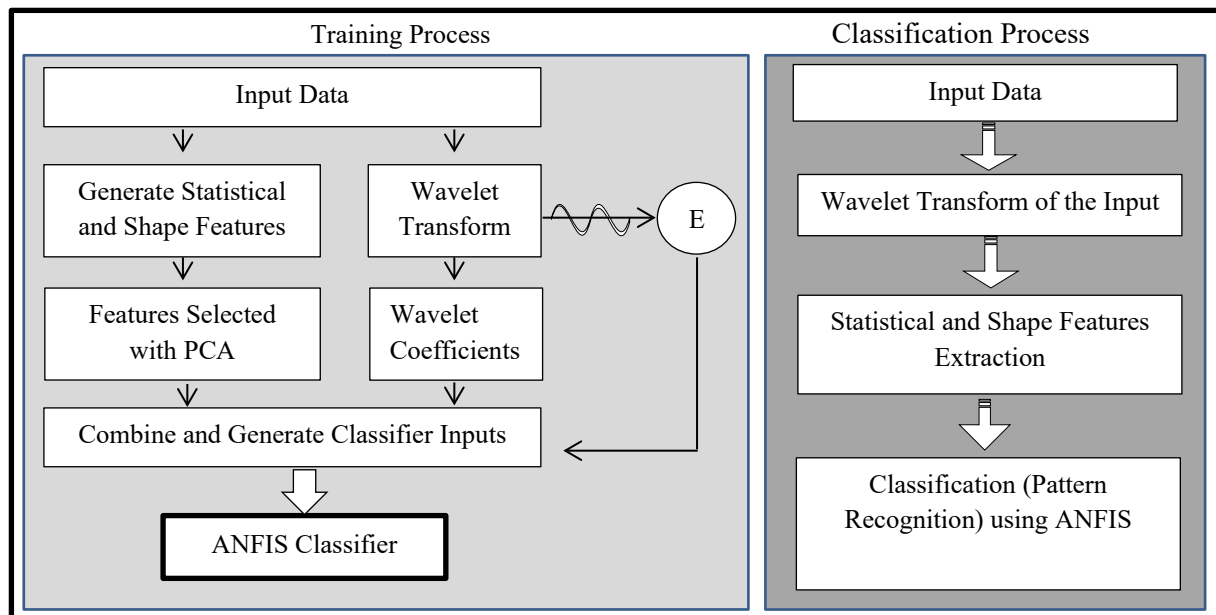 Training Process
Input Data
Generate Statistical
and Shape Features
Wavelet
Transform
E
Features Selected
with PCA
Wavelet
Coefficients
Combine and Generate Classifier Inputs
ANFIS Classifier
Classification Process
Input Data
Wavelet Transform of the Input
Statistical and Shape Features
Extraction
Classification (Pattern
Recognition) using ANFIS